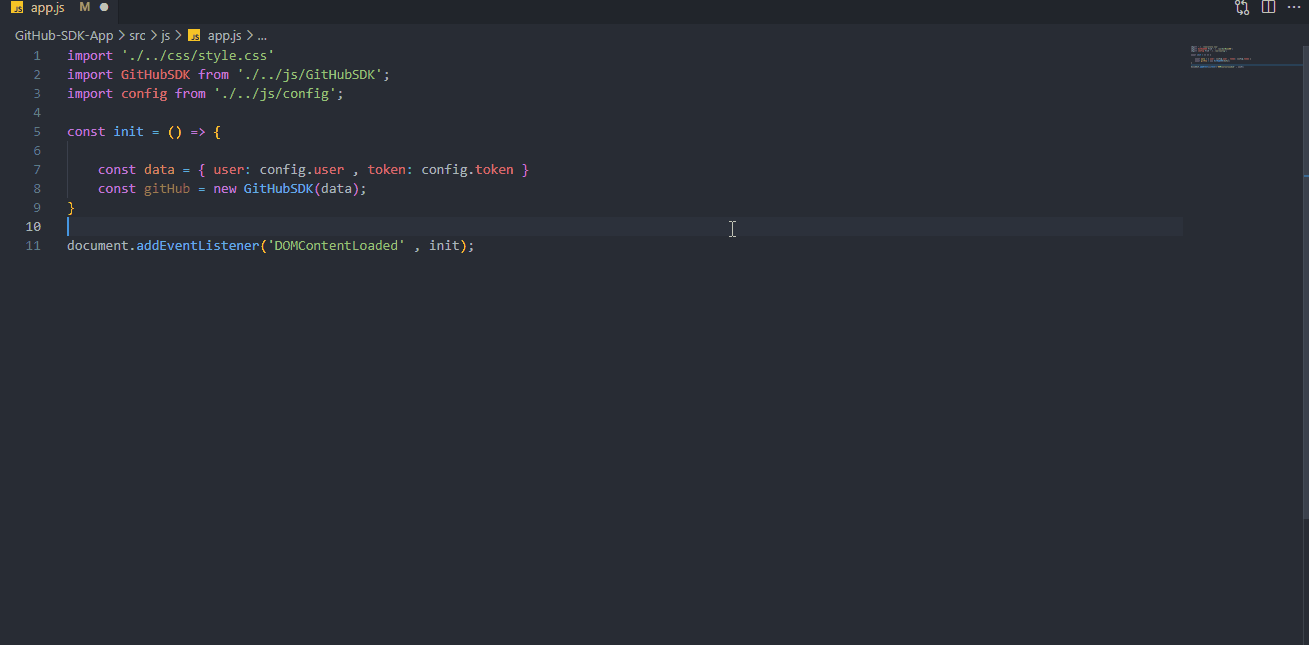 JS app.js M
GitHub-SDK-App > src > js > JS app.js > ...
1 import './../css/style.css'
2 import GitHubSDK from './../js/GitHubSDK';
3 import config from './../js/config';
4
5 const init = () => {
6
7 const data = { user: config.user , token: config.token }
8 const gitHub = new GitHubSDK(data);
9 }
10
11 document.addEventListener('DOMContentLoaded' , init);